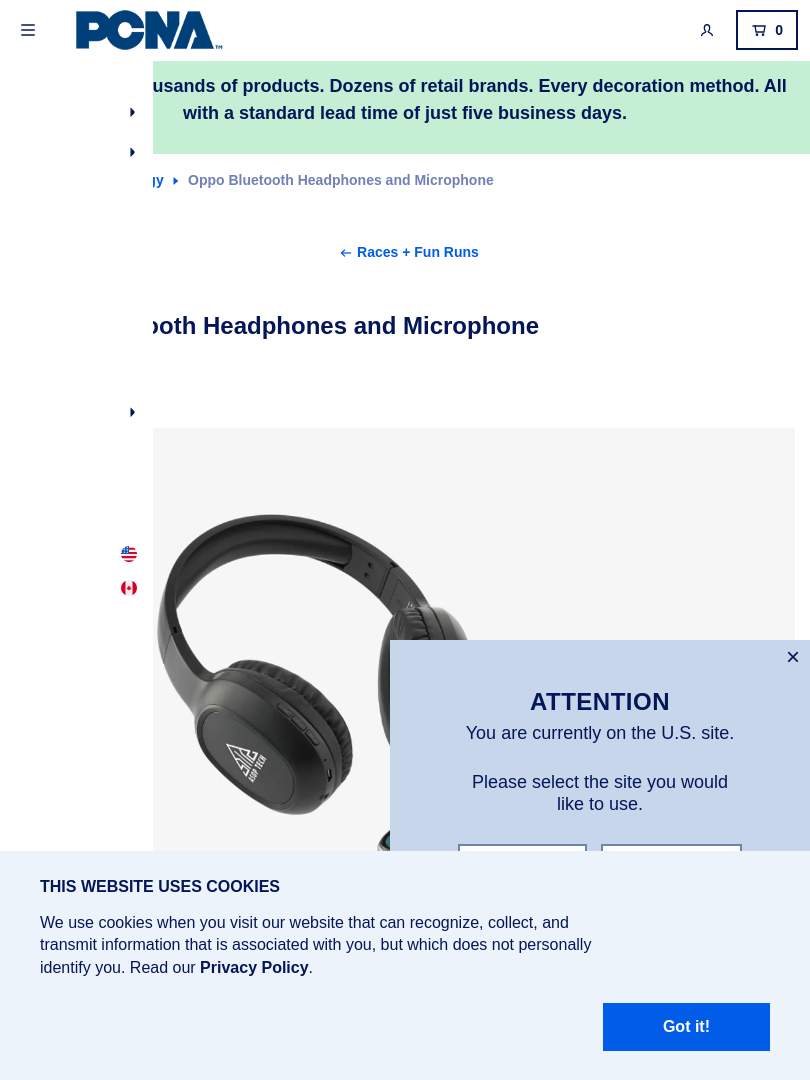 PCNA™
0
usands of products. Dozens of retail brands. Every decoration method. All
with a standard lead time of just five business days.
gy
Oppo Bluetooth Headphones and Microphone
← Races + Fun Runs
ooth Headphones and Microphone
KOOP TECH
ATTENTION
You are currently on the U.S. site.
Please select the site you would
like to use.
THIS WEBSITE USES COOKIES
We use cookies when you visit our website that can recognize, collect, and
transmit information that is associated with you, but which does not personally
identify you. Read our Privacy Policy.
Got it!